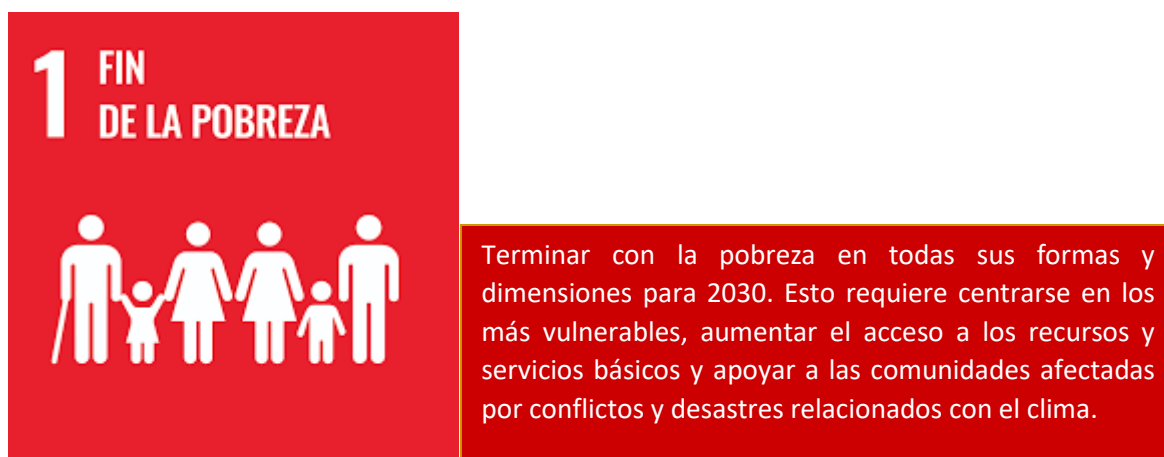 1 FIN
DE LA POBREZA
Terminar con la pobreza en todas sus formas y
dimensiones para 2030. Esto requiere centrarse en los
más vulnerables, aumentar el acceso a los recursos y
servicios básicos y apoyar a las comunidades afectadas
por conflictos y desastres relacionados con el clima.